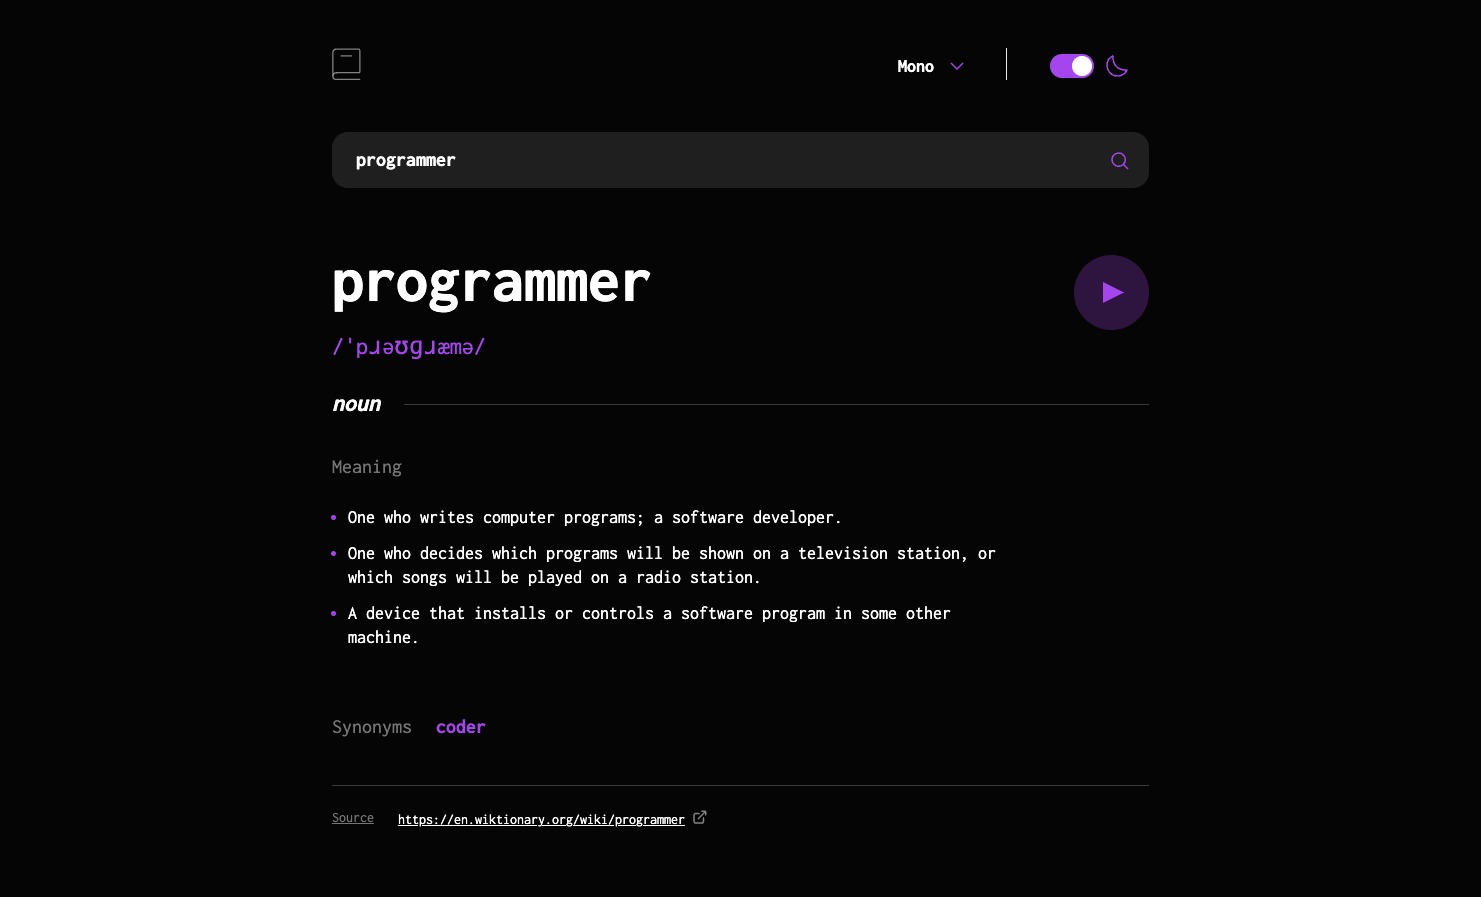 Mono
programmer
programmer
/ˈpɹəʊɡɹæmə/
noun
Meaning
One who writes computer programs; a software developer.
One who decides which programs will be shown on a television station, or
which songs will be played on a radio station.
A device that installs or controls a software program in some other
machine.
Synonyms coder
Source https://en.wiktionary.org/wiki/programmer